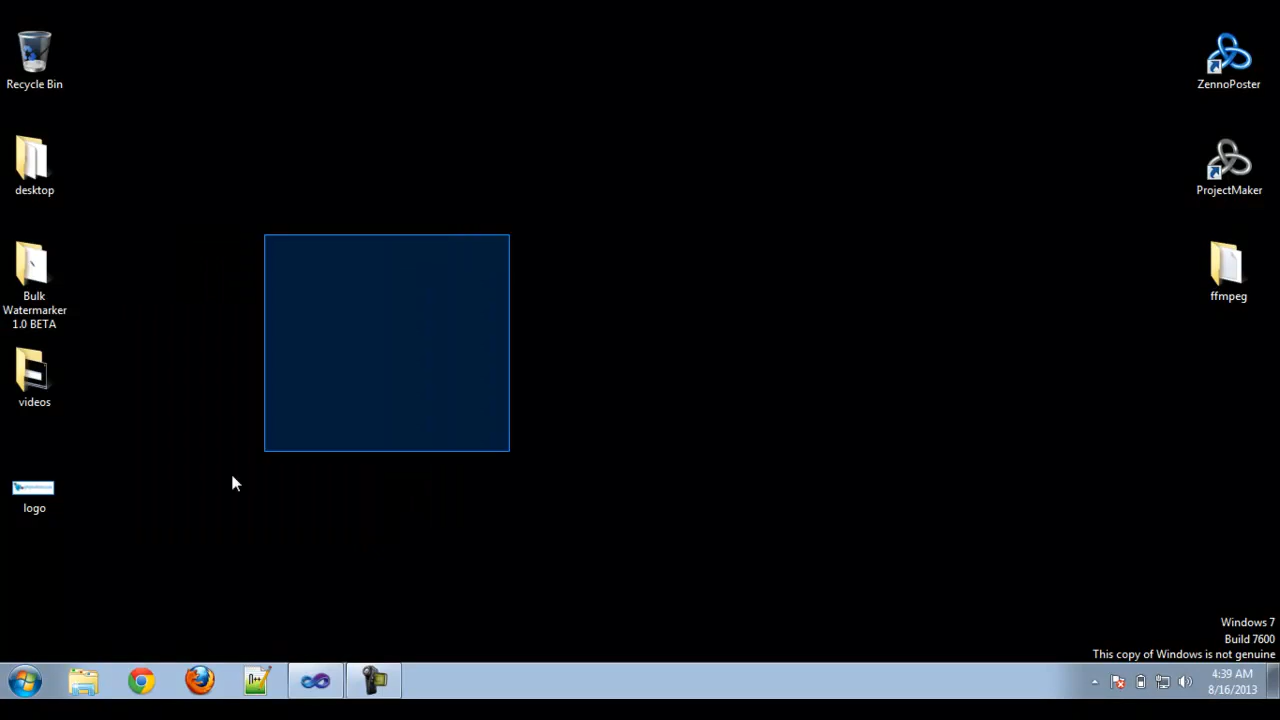 Recycle Bin
desktop
Bulk
Watermarker
1.0 BETA
videos
logo
ZennoPoster
ProjectMaker
ffmpeg
Windows 7
Build 7600
This copy of Windows is not genuine
4:39 AM
8/16/2013